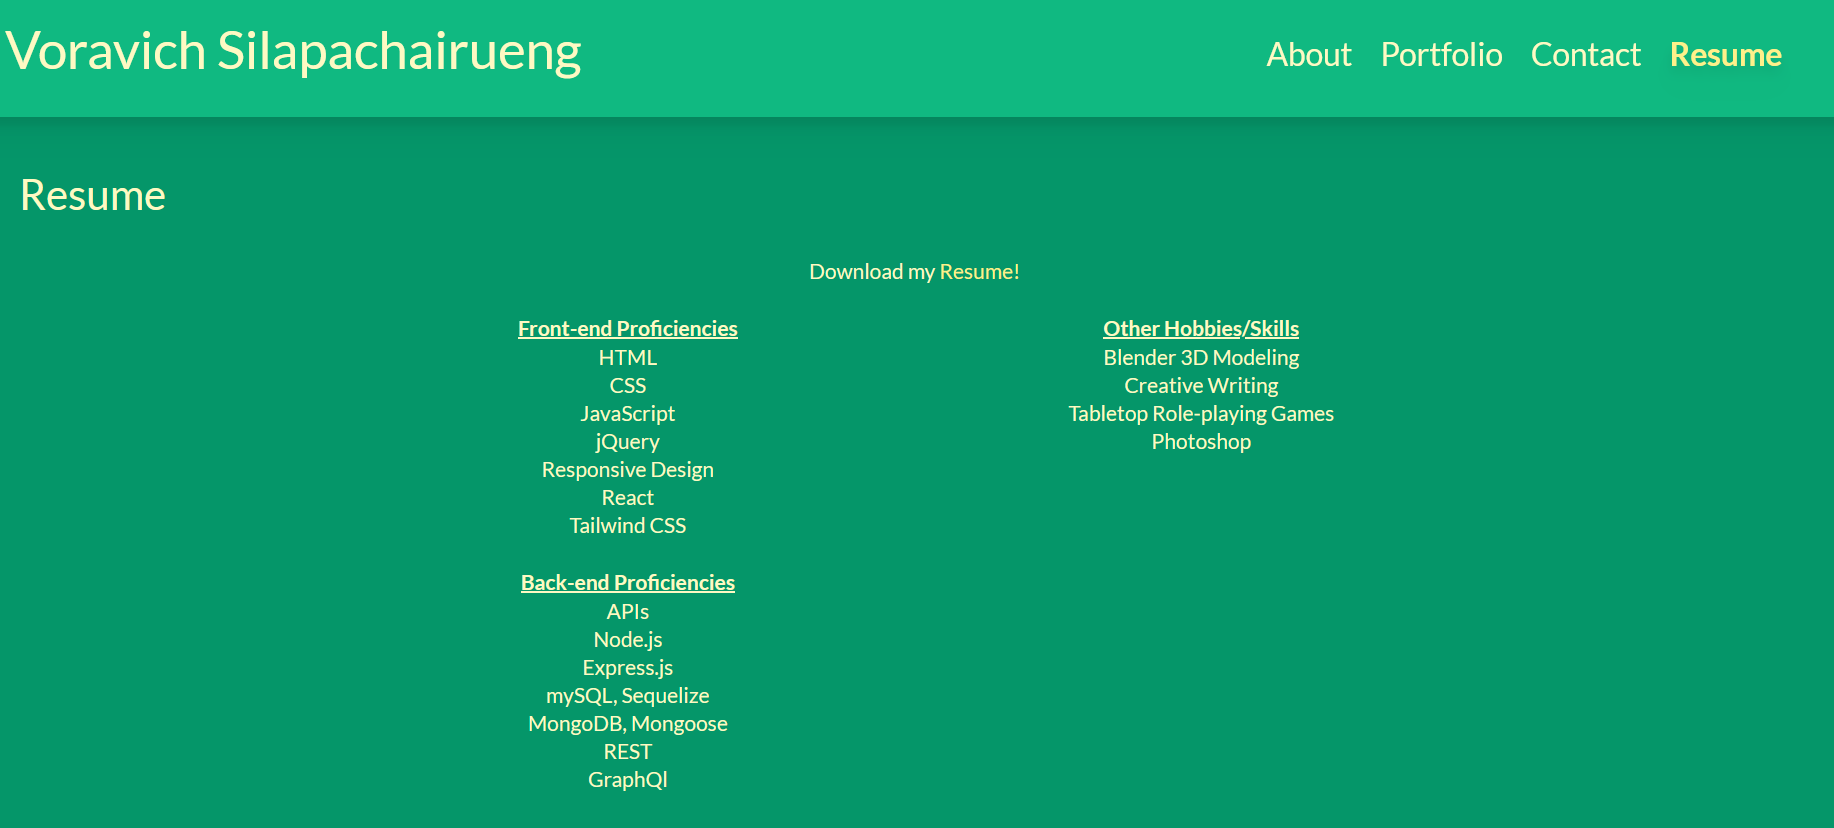 Voravich Silapachairueng
About Portfolio Contact Resume
Resume
Download my Resume!
Front-end Proficiencies
HTML
CSS
JavaScript
jQuery
Responsive Design
React
Tailwind CSS
Back-end Proficiencies
APIs
Node.js
Express.js
mySQL, Sequelize
MongoDB, Mongoose
REST
GraphQl
Other Hobbies/Skills
Blender 3D Modeling
Creative Writing
Tabletop Role-playing Games
Photoshop